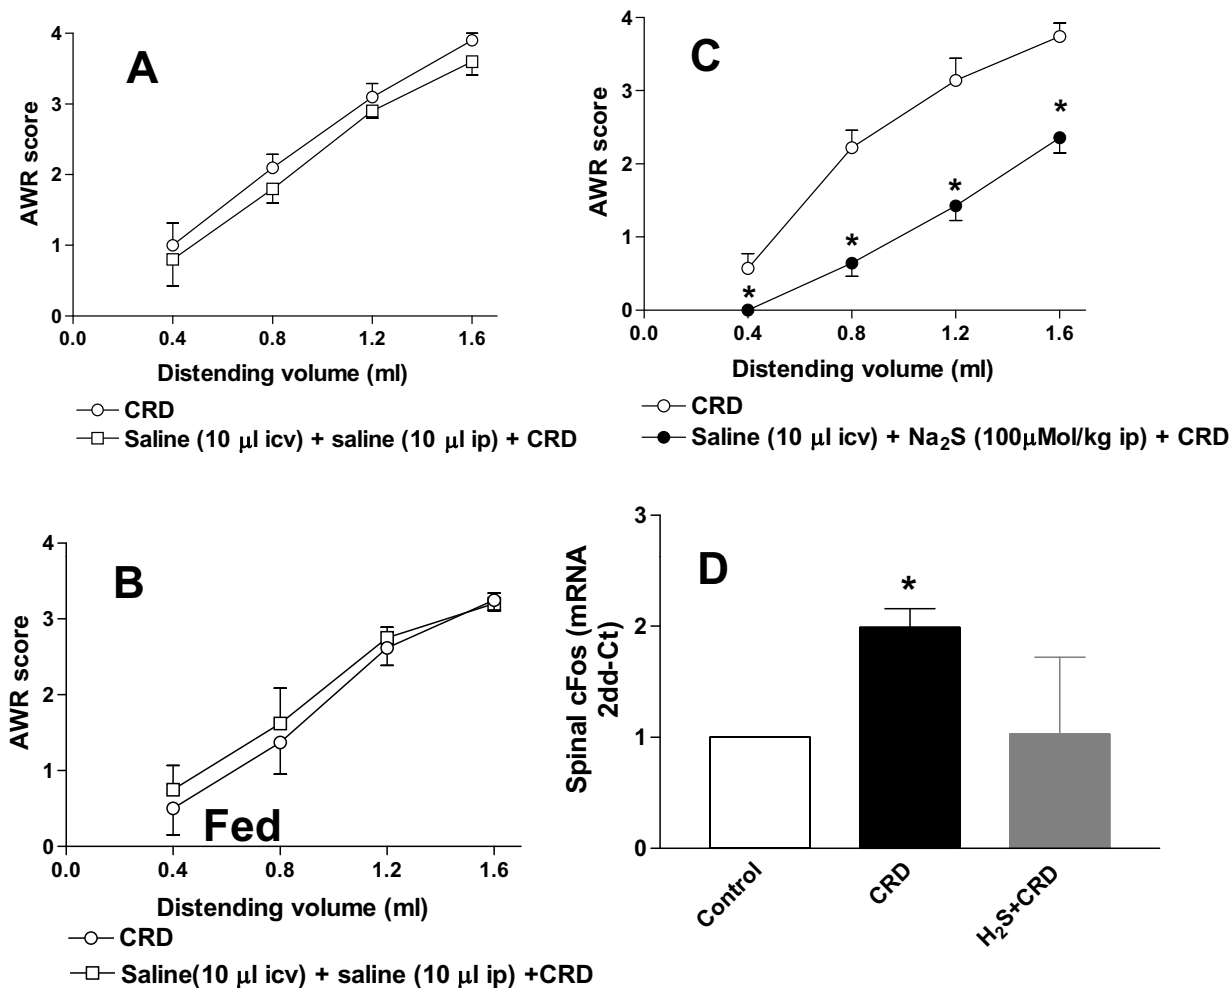 A
AWR score
4
3
2
1
0
0.0 0.4 0.8 1.2 1.6
Distending volume (ml)
CRD
Saline (10 μl icv) + saline (10 μl ip) + CRD
C
AWR score
4
3
2
1
0
* * * *
0.0 0.4 0.8 1.2 1.6
Distending volume (ml)
CRD
Saline (10 μl icv) + Na₂S (100μMol/kg ip) + CRD
B
AWR score
4
3
2
1
0
Fed
0.0 0.4 0.8 1.2 1.6
Distending volume (ml)
CRD
Saline(10 μl icv) + saline (10 μl ip) +CRD
D
Spinal cFos (mRNA
2dd-Ct)
3
2
1
0
*
Control
CRD
H₂S+CRD